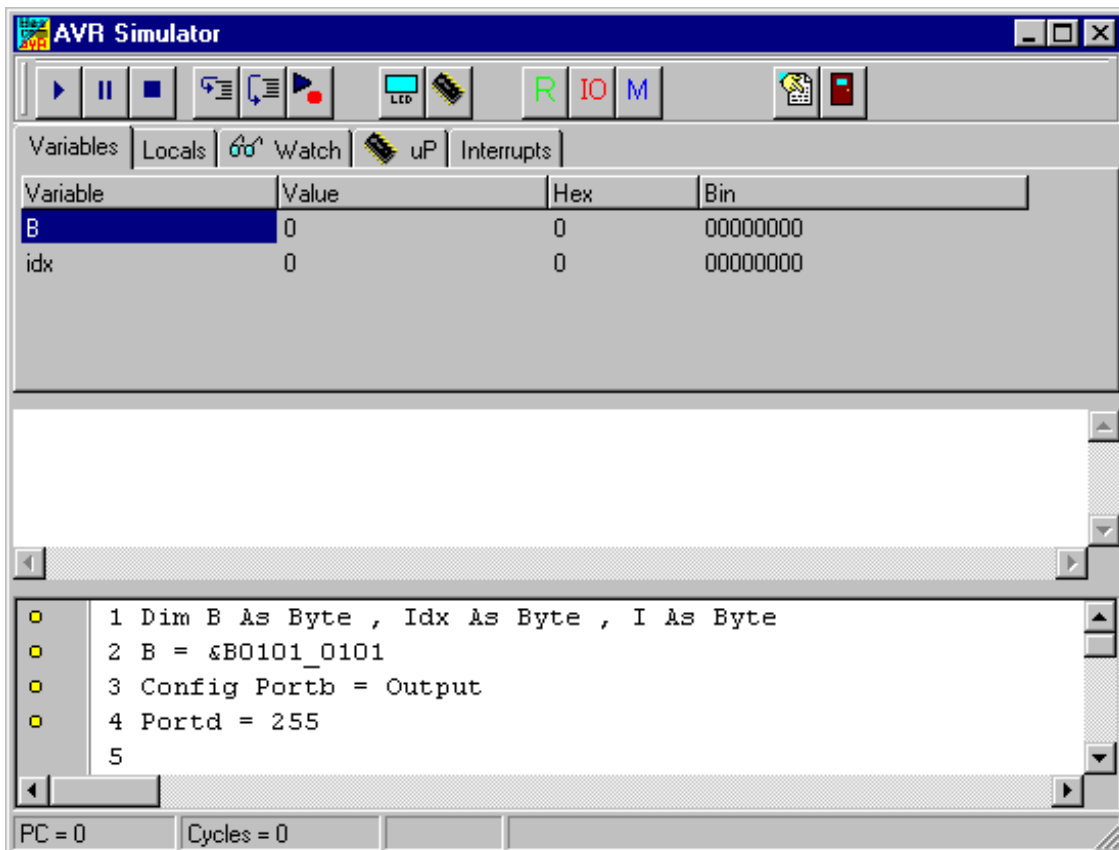 AVR Simulator
LCD R IO M
Variables Locals Watch uP Interrupts
Variable Value Hex Bin
B 0 0 00000000
idx 0 0 00000000
1 Dim B As Byte , Idx As Byte , I As Byte
2 B = &B0101_0101
3 Config Portb = Output
4 Portd = 255
5
PC = 0 Cycles = 0